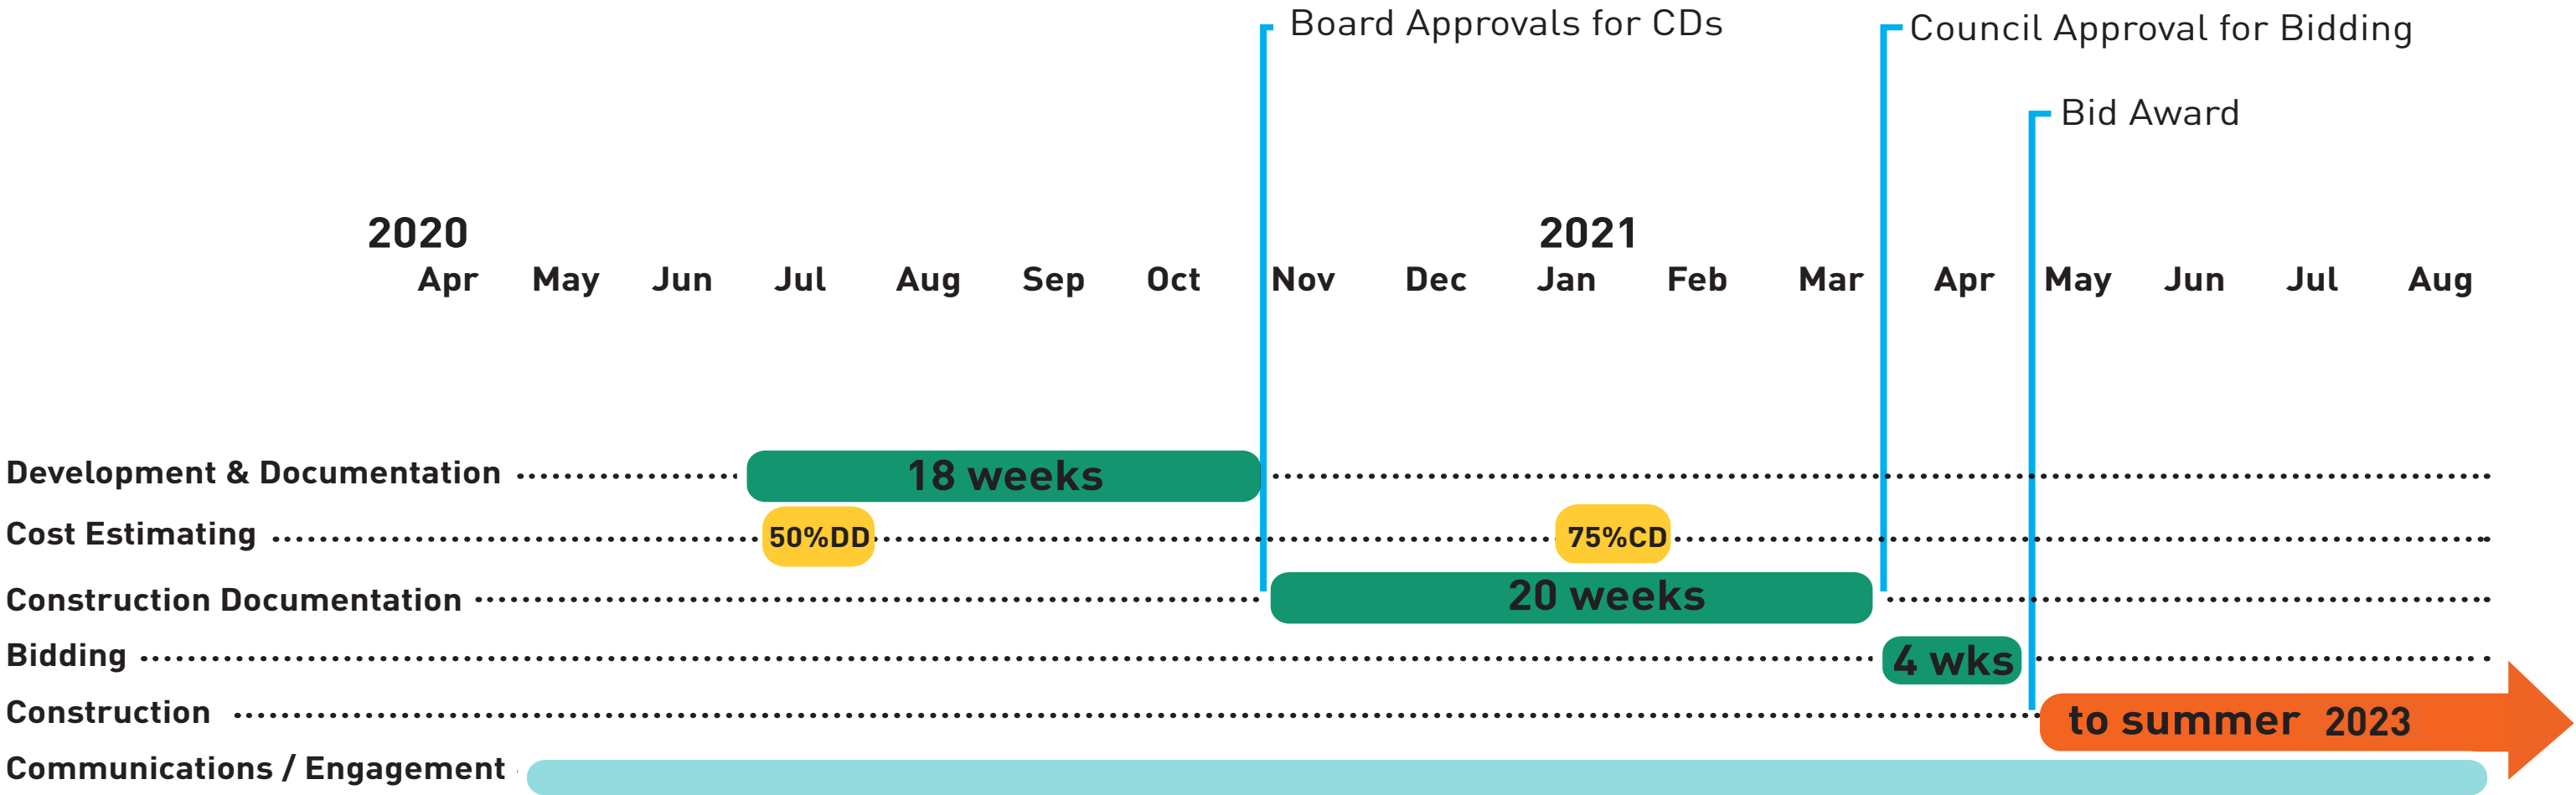 Board Approvals for CDs
Council Approval for Bidding
Bid Award
2020
2021
Apr May Jun Jul Aug Sep Oct Nov Dec Jan Feb Mar Apr May Jun Jul Aug
Development & Documentation 18 weeks
Cost Estimating 50%DD 75%CD
Construction Documentation 20 weeks
Bidding 4 wks
Construction to summer 2023
Communications / Engagement